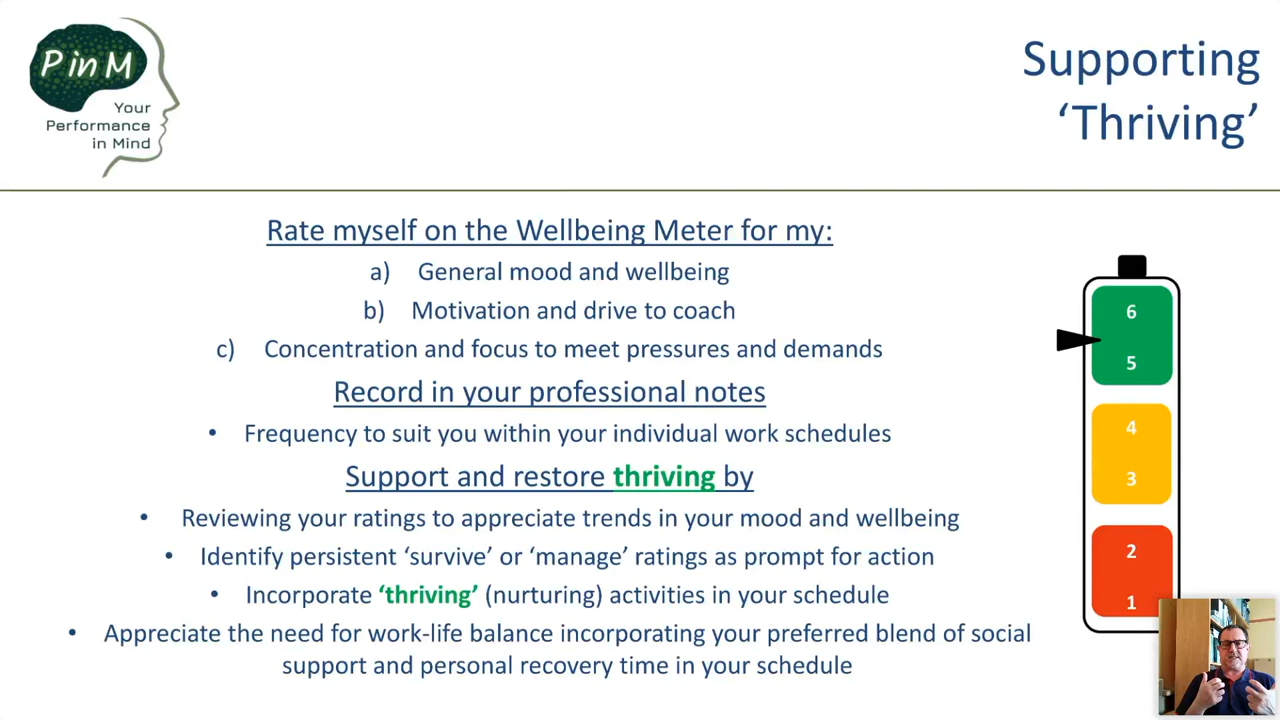 P in M
Your
Performance
in Mind
Supporting
‘Thriving’
Rate myself on the Wellbeing Meter for my:
a) General mood and wellbeing
b) Motivation and drive to coach
c) Concentration and focus to meet pressures and demands
Record in your professional notes
• Frequency to suit you within your individual work schedules
Support and restore thriving by
• Reviewing your ratings to appreciate trends in your mood and wellbeing
• Identify persistent ‘survive’ or ‘manage’ ratings as prompt for action
• Incorporate ‘thriving’ (nurturing) activities in your schedule
• Appreciate the need for work-life balance incorporating your preferred blend of social
support and personal recovery time in your schedule
6
5
4
3
2
1